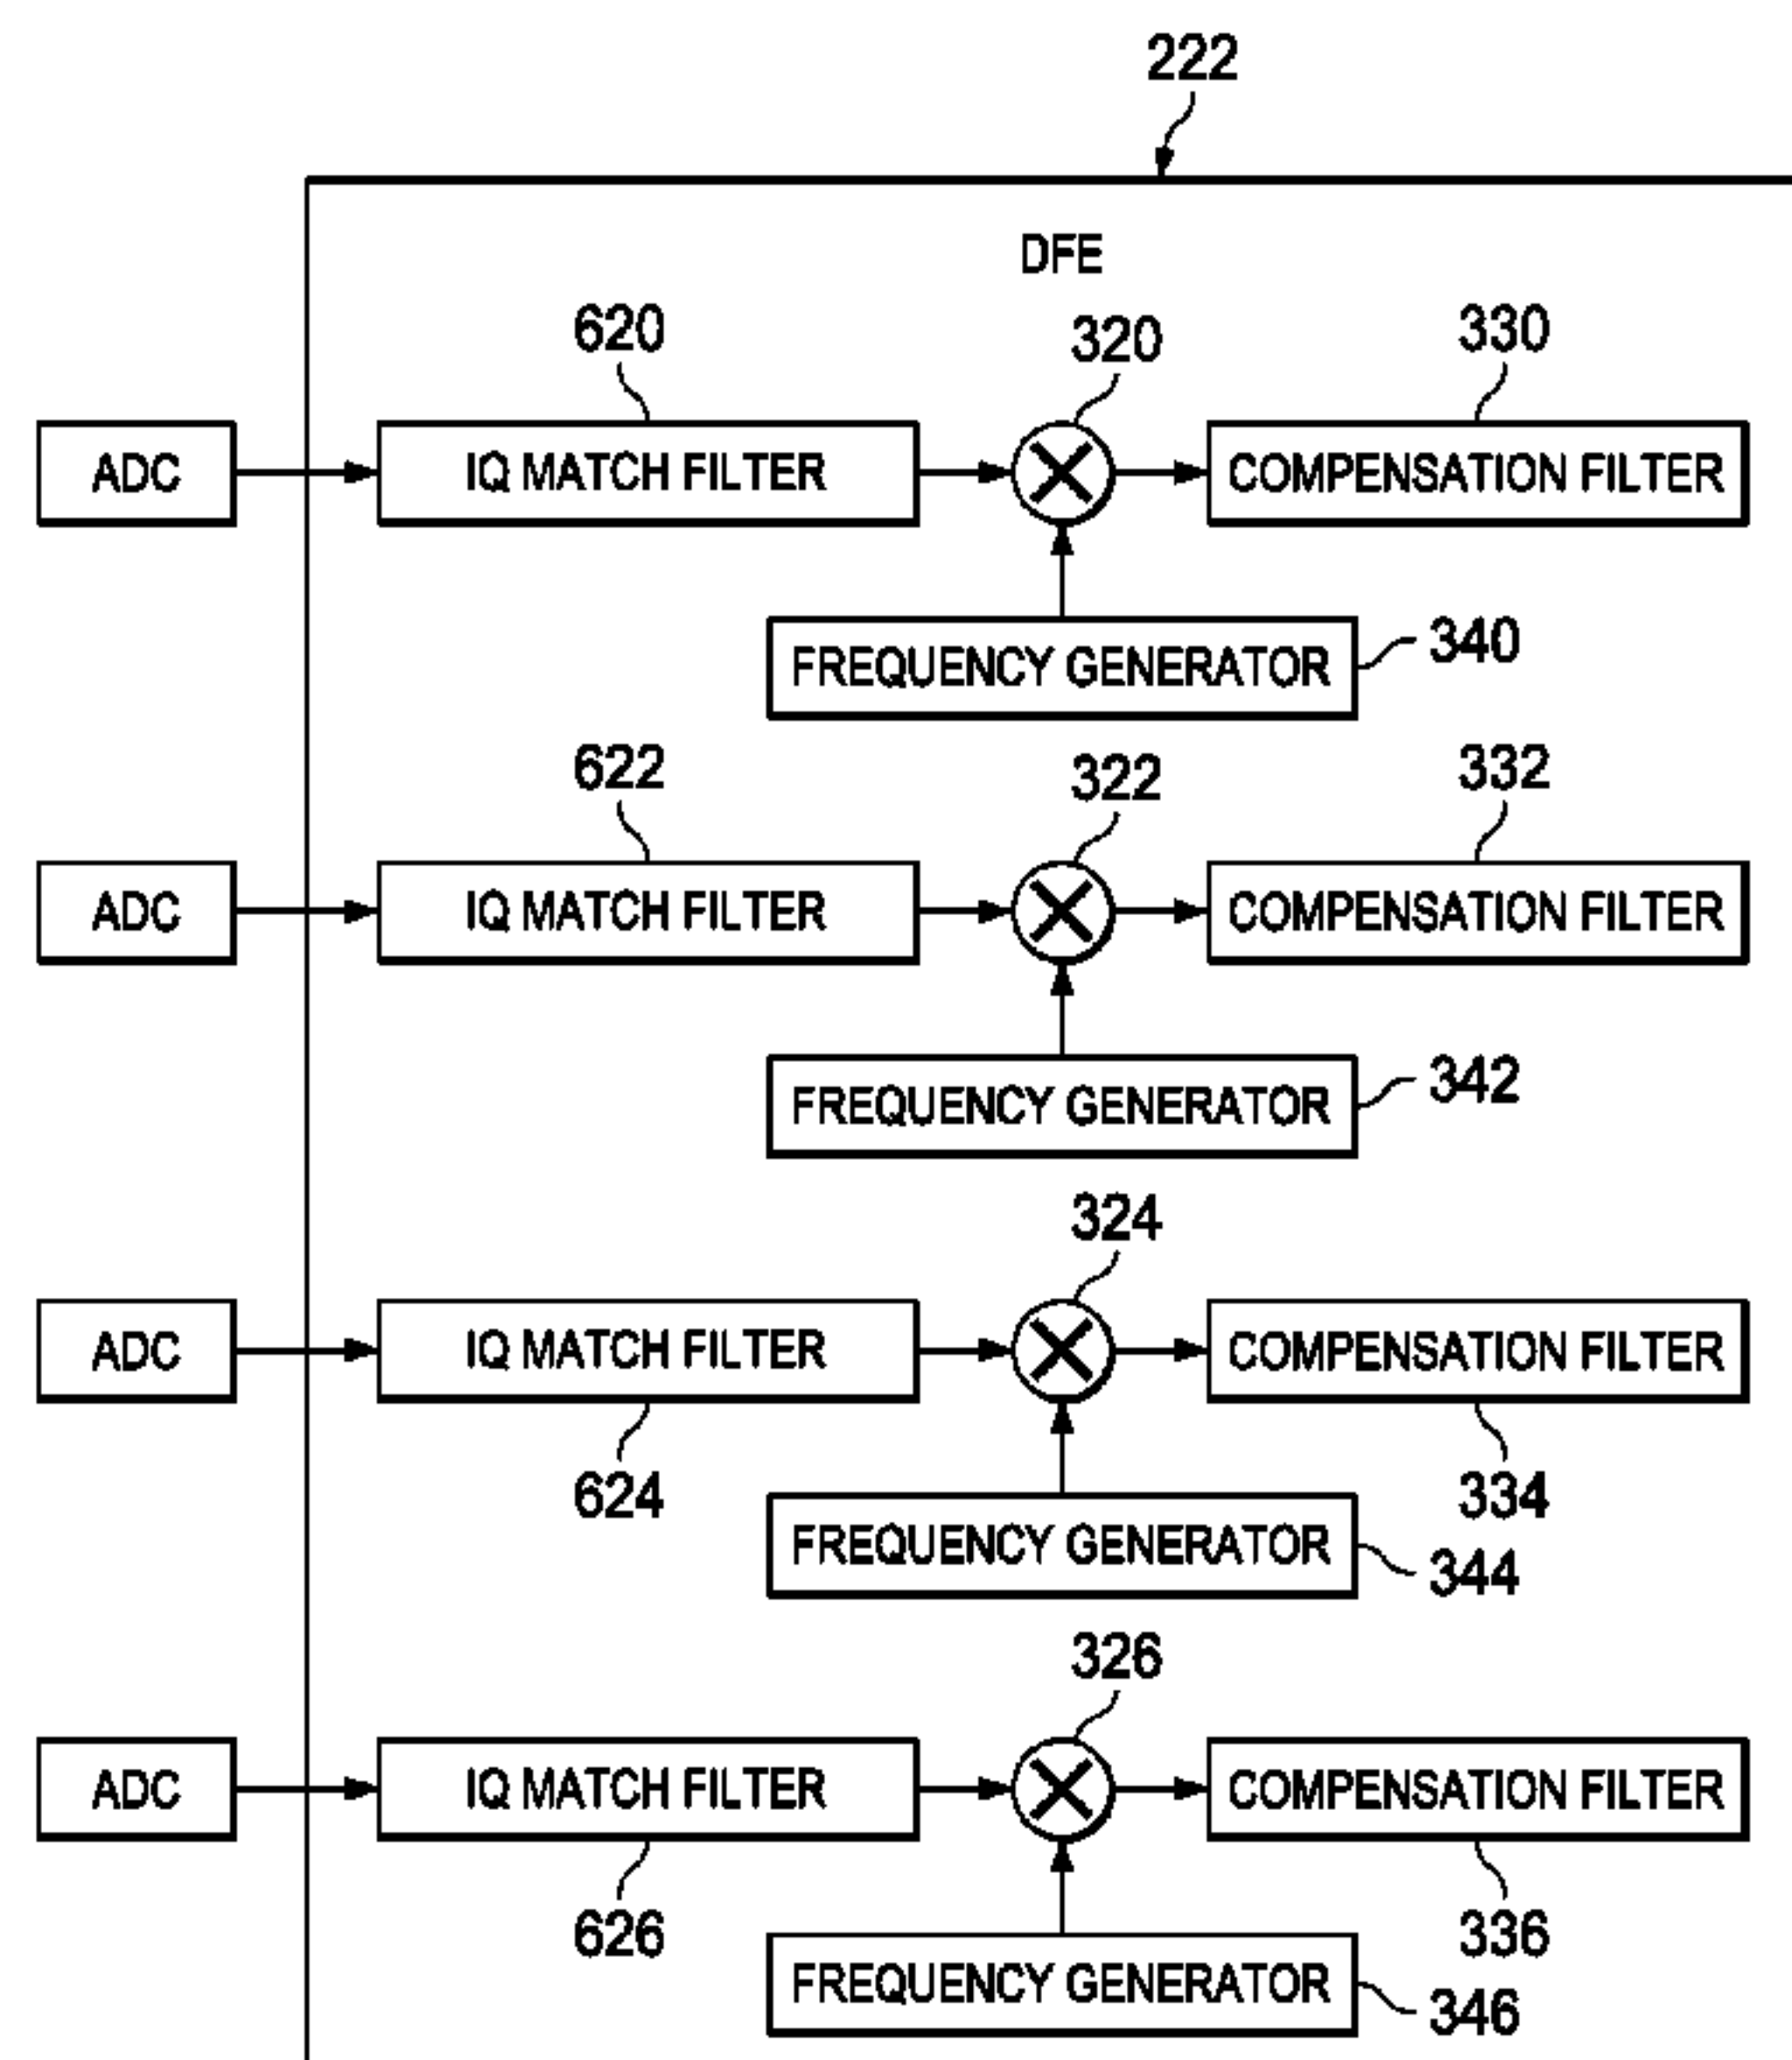 222
DFE
620
320
330
ADC
IQ MATCH FILTER
COMPENSATION FILTER
FREQUENCY GENERATOR
340
622
322
332
ADC
IQ MATCH FILTER
COMPENSATION FILTER
FREQUENCY GENERATOR
342
324
ADC
IQ MATCH FILTER
COMPENSATION FILTER
624
334
FREQUENCY GENERATOR
344
326
ADC
IQ MATCH FILTER
COMPENSATION FILTER
626
336
FREQUENCY GENERATOR
346